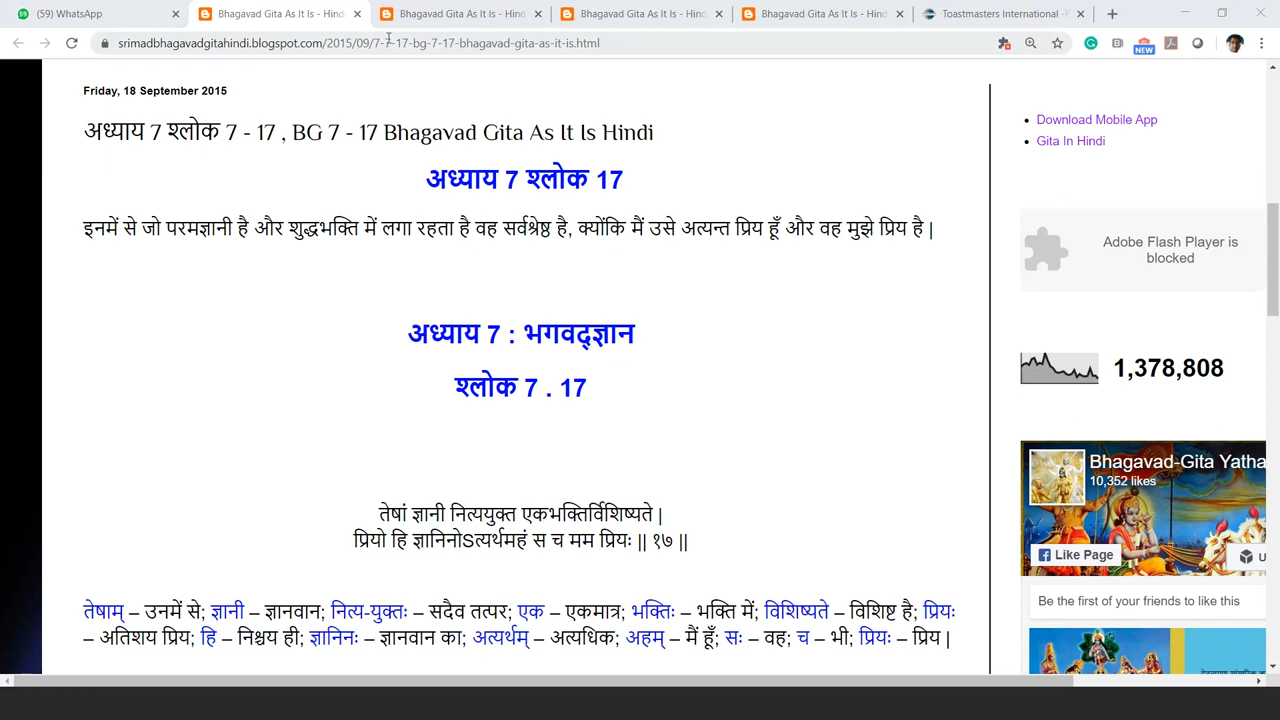 (59) WhatsApp
Bhagavad Gita As It Is - Hind
Bhagavad Gita As It Is - Hind
Bhagavad Gita As It Is - Hind
Bhagavad Gita As It Is - Hind
Toastmasters International -
srimadbhagavadgitahindi.blogspot.com/2015/09/7-7-17-bg-7-17-bhagavad-gita-as-it-is.html
NEW
Friday, 18 September 2015
अध्याय 7 श्लोक 7 - 17 , BG 7 - 17 Bhagavad Gita As It Is Hindi
अध्याय 7 श्लोक 17
इनमें से जो परमज्ञानी है और शुद्धभक्ति में लगा रहता है वह सर्वश्रेष्ठ है, क्योंकि मैं उसे अत्यन्त प्रिय हूँ और वह मुझे प्रिय है |
अध्याय 7 : भगवद्ज्ञान
श्लोक 7 . 17
तेषां ज्ञानी नित्ययुक्त एकभक्तिर्विशिष्यते |
प्रियो हि ज्ञानिनोSत्यर्थमहं स च मम प्रियः || १७ ||
तेषाम् – उनमें से; ज्ञानी – ज्ञानवान; नित्य-युक्तः – सदैव तत्पर; एक – एकमात्र; भक्तिः – भक्ति में; विशिष्यते – विशिष्ट है; प्रियः
– अतिशय प्रिय; हि – निश्चय ही; ज्ञानिनः – ज्ञानवान का; अत्यर्थम् – अत्यधिक; अहम् – मैं हूँ; सः – वह; च – भी; प्रियः – प्रिय |
Download Mobile App
Gita In Hindi
Adobe Flash Player is
blocked
1,378,808
Bhagavad-Gita Yatha
10,352 likes
Like Page
Be the first of your friends to like this